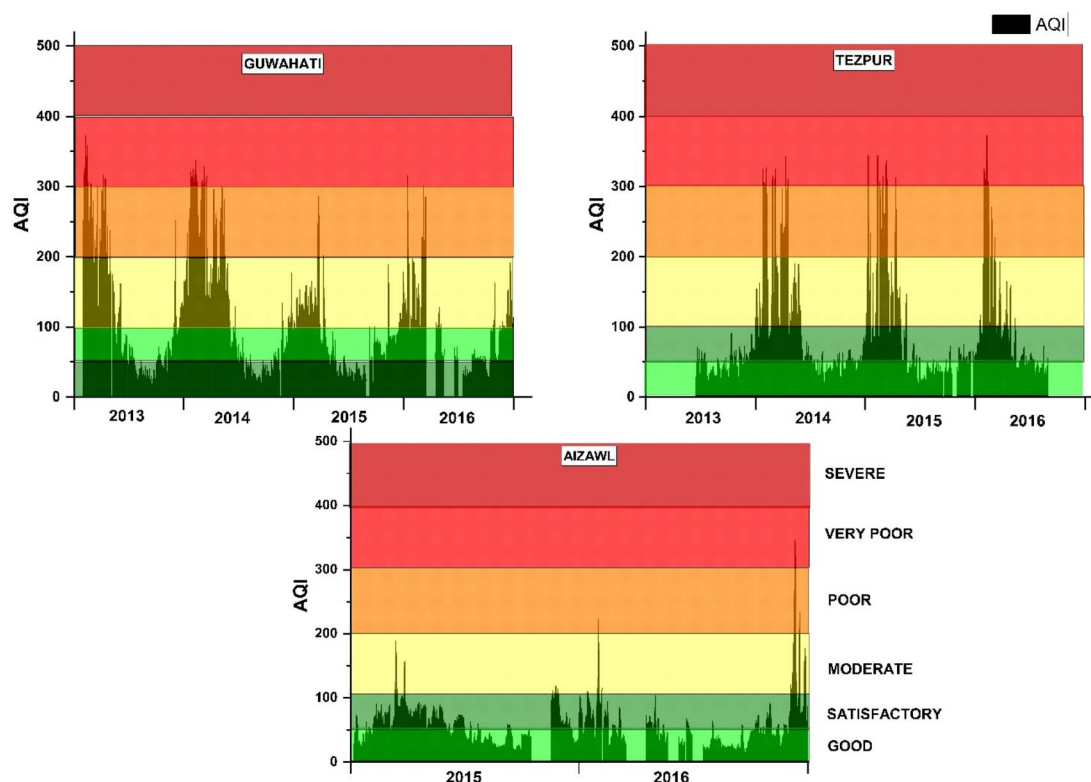 AQI
GUWAHATI
500
400
300
200
100
0
AQI
2013
2014
2015
2016
TEZPUR
500
400
300
200
100
0
AQI
2013
2014
2015
2016
AIZAWL
500
400
300
200
100
0
AQI
2015
2016
SEVERE
VERY POOR
POOR
MODERATE
SATISFACTORY
GOOD